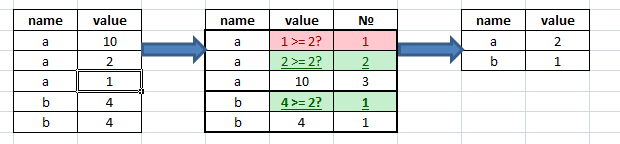 name value
a 10
a 2
a 1
b 4
b 4
name value №
a 1 >= 2? 1
a 2 >= 2? 2
a 10 3
b 4 >= 2? 1
b 4 1
name value
a 2
b 1